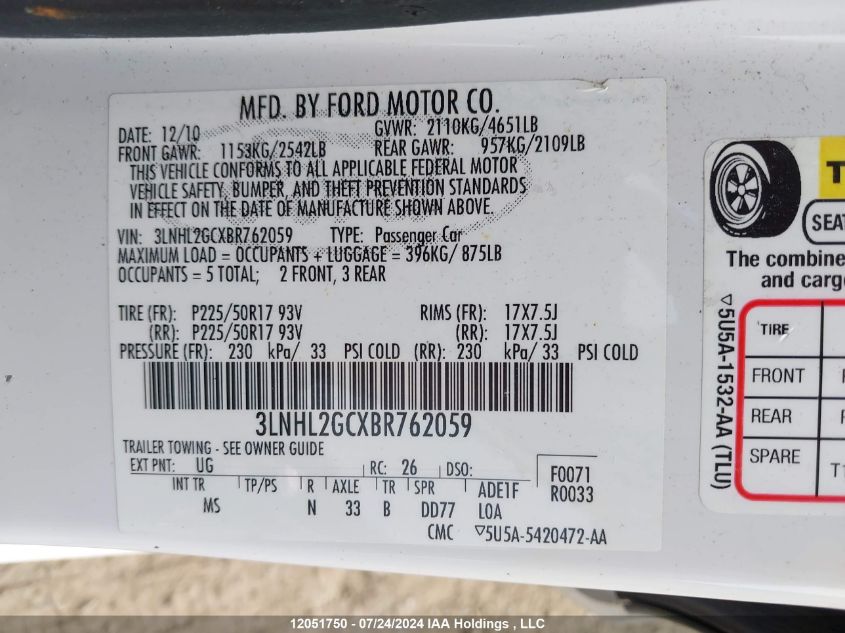 MFD. BY FORD MOTOR CO.
DATE: 12/10 GVWR: 2110KG/4651LB
FRONT GAWR: 1153KG/2542LB REAR GAWR: 957KG/2109LB
THIS VEHICLE CONFORMS TO ALL APPLICABLE FEDERAL MOTOR
VEHICLE SAFETY, BUMPER, AND THEFT PREVENTION STANDARDS
IN EFFECT ON THE DATE OF MANUFACTURE SHOWN ABOVE.
VIN: 3LNHL2GCXBR762059 TYPE: Passenger Car
MAXIMUM LOAD = OCCUPANTS + LUGGAGE = 396KG/ 875LB
OCCUPANTS = 5 TOTAL; 2 FRONT, 3 REAR
TIRE (FR): P225/50R17 93V RIMS (FR): 17X7.5J
(RR): P225/50R17 93V (RR): 17X7.5J
PRESSURE (FR): 230 kPa/ 33 PSI COLD (RR): 230 kPa/ 33 PSI COLD
3LNHL2GCXBR762059
TRAILER TOWING - SEE OWNER GUIDE
EXT PNT: UG RC: 26 DSO: F0071
INT TR TP/PS R AXLE TR SPR ADE1F R0033
MS N 33 B DD77 LOA
CMC ▽5U5A-5420472-AA
T
SEAT
The combine
and cargo
▽5U5A-1532-AA (TLU)
TIRE
FRONT
REAR
SPARE T1
12051750 - 07/24/2024 IAA Holdings , LLC